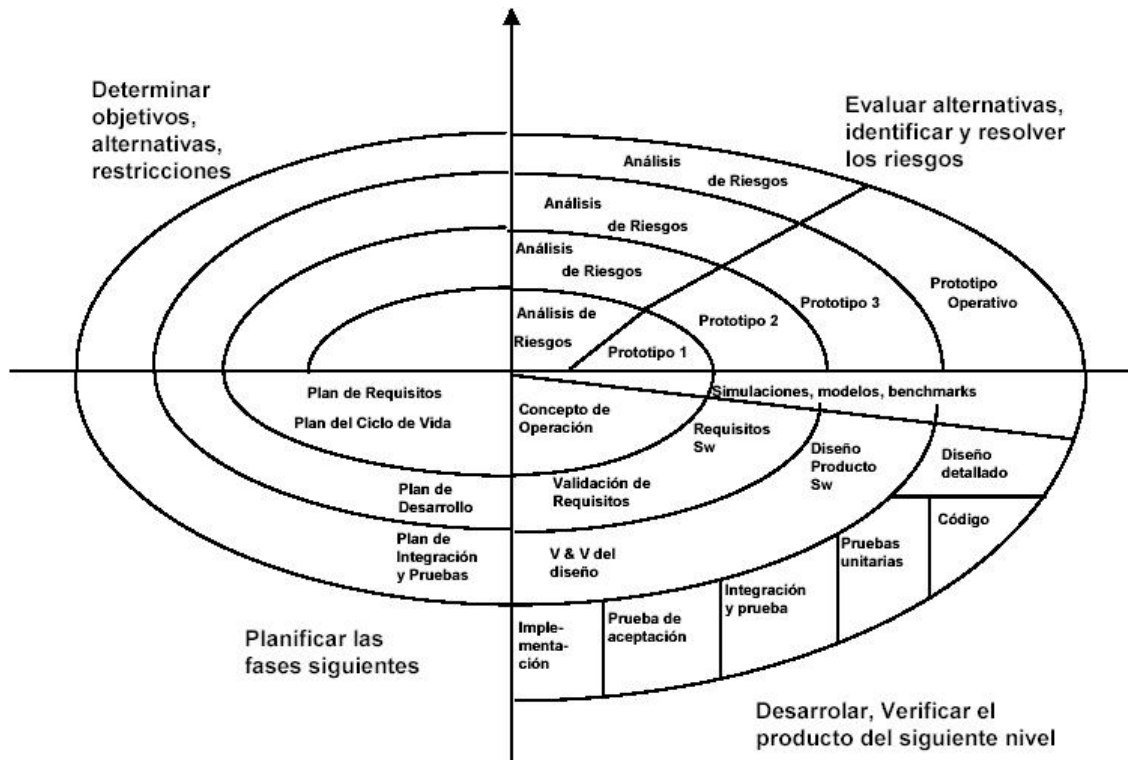 Determinar
objetivos,
alternativas,
restricciones
Evaluar alternativas,
identificar y resolver
los riesgos
Análisis
de Riesgos
Análisis
de Riesgos
Análisis
de Riesgos
Análisis de
Riesgos
Prototipo 1
Prototipo 2
Prototipo 3
Prototipo
Operativo
Simulaciones, modelos, benchmarks
Plan de Requisitos
Plan del Ciclo de Vida
Concepto de
Operación
Requisitos
Sw
Diseño
Producto
Sw
Diseño
detallado
Plan de
Desarrollo
Validación de
Requisitos
Código
Plan de
Integración
y Pruebas
V & V del
diseño
Pruebas
unitarias
Integración
y prueba
Prueba de
aceptación
Imple-
menta-
ción
Planificar las
fases siguientes
Desarrolar, Verificar el
producto del siguiente nivel